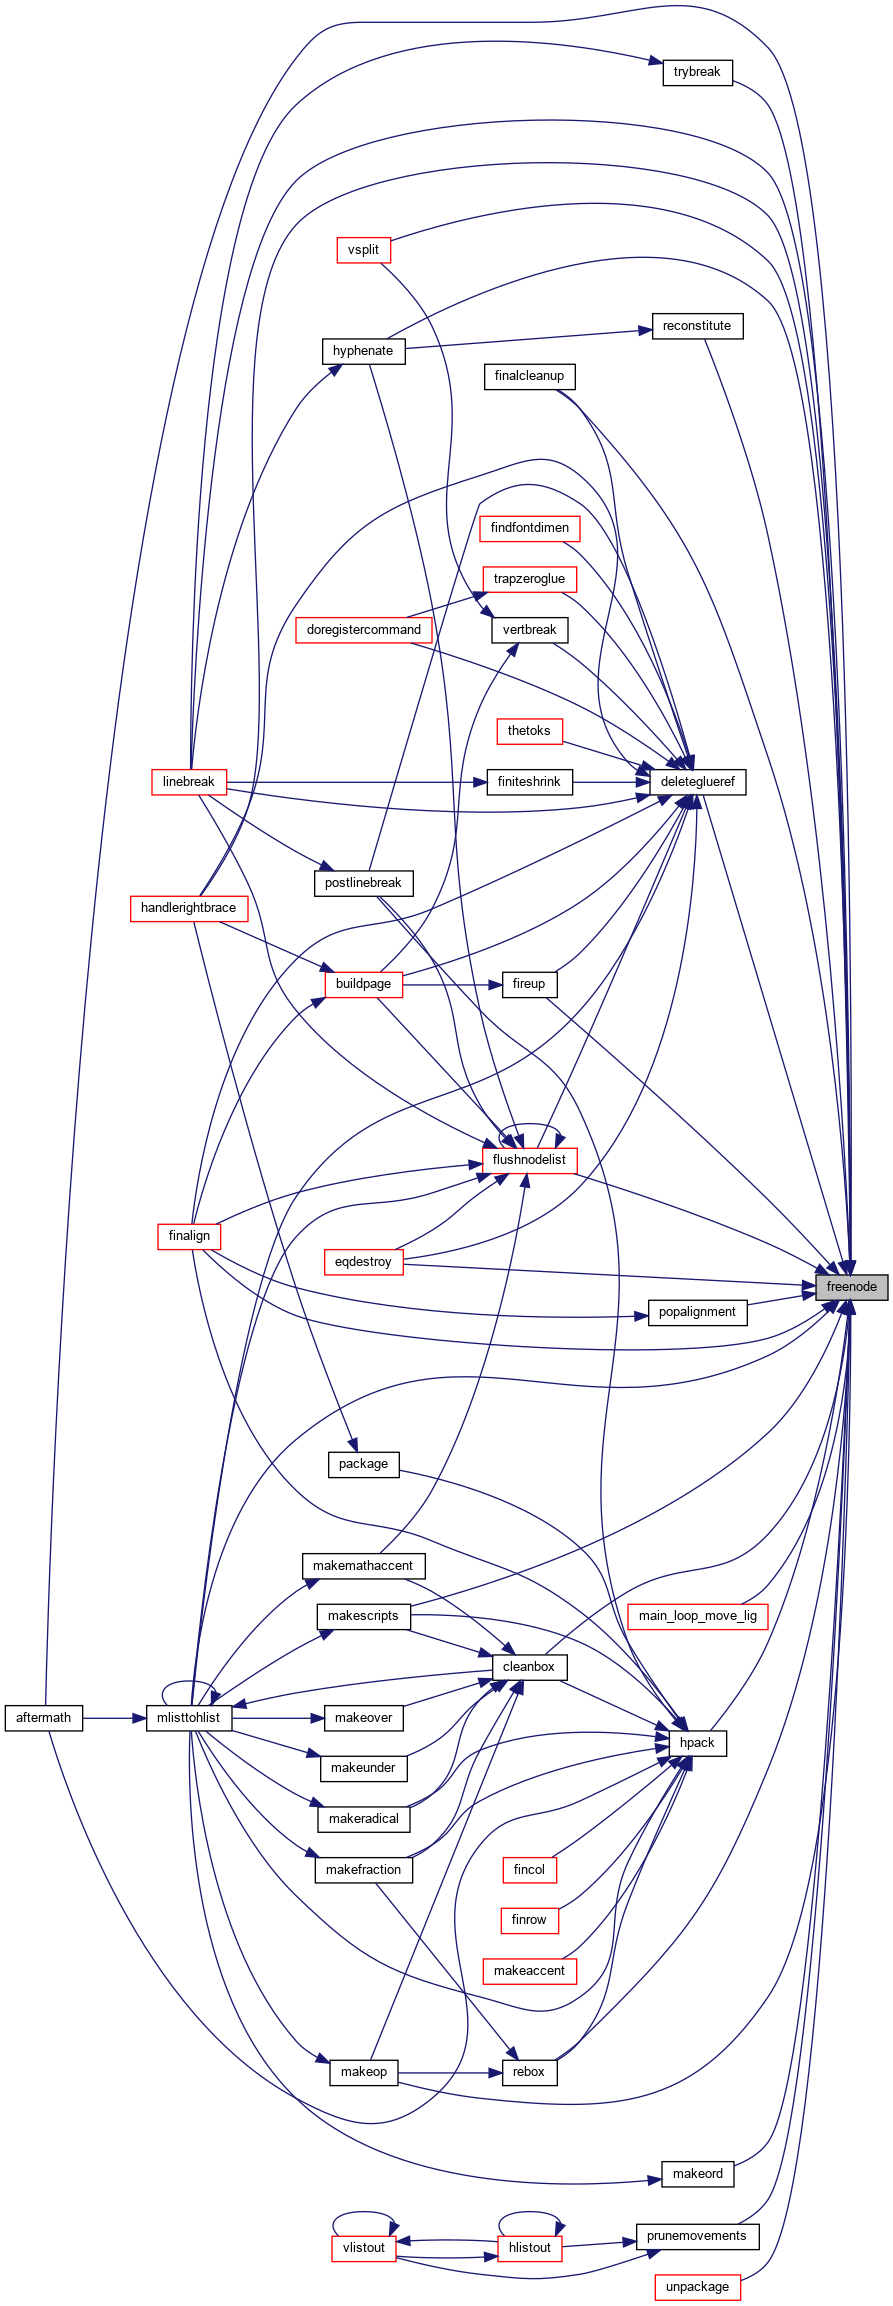 trybreak
vsplit
reconstitute
hyphenate
finalcleanup
findfontdimen
trapzeroglue
doregistercommand
vertbreak
thetoks
linebreak
finiteshrink
deleteglueref
postlinebreak
handlerightbrace
buildpage
fireup
flushnodelist
finalign
eqdestroy
freenode
popalignment
package
makemathaccent
makescripts
main_loop_move_lig
cleanbox
aftermath
mlisttohlist
makeover
hpack
makeunder
makeradical
makefraction
fincol
finrow
makeaccent
makeop
rebox
makeord
prunemovements
vlistout
hlistout
unpackage